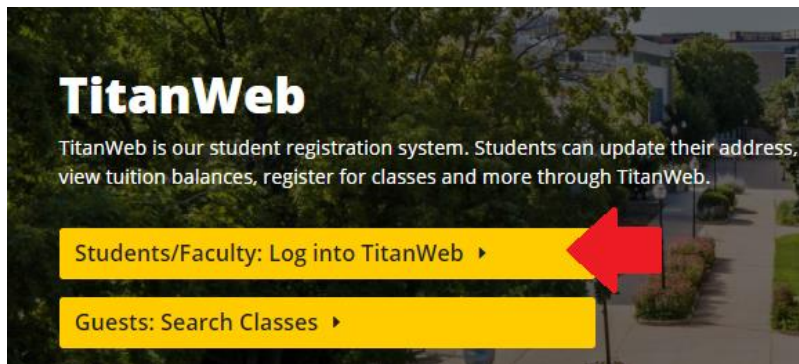 TitanWeb
TitanWeb is our student registration system. Students can update their address,
view tuition balances, register for classes and more through TitanWeb.
Students/Faculty: Log into TitanWeb
Guests: Search Classes